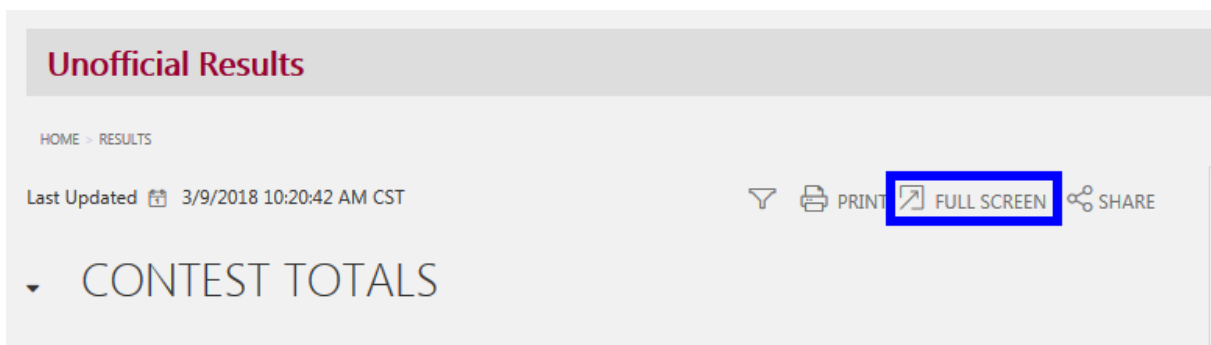 Unofficial Results
HOME > RESULTS
Last Updated 3/9/2018 10:20:42 AM CST PRINT FULL SCREEN SHARE
CONTEST TOTALS